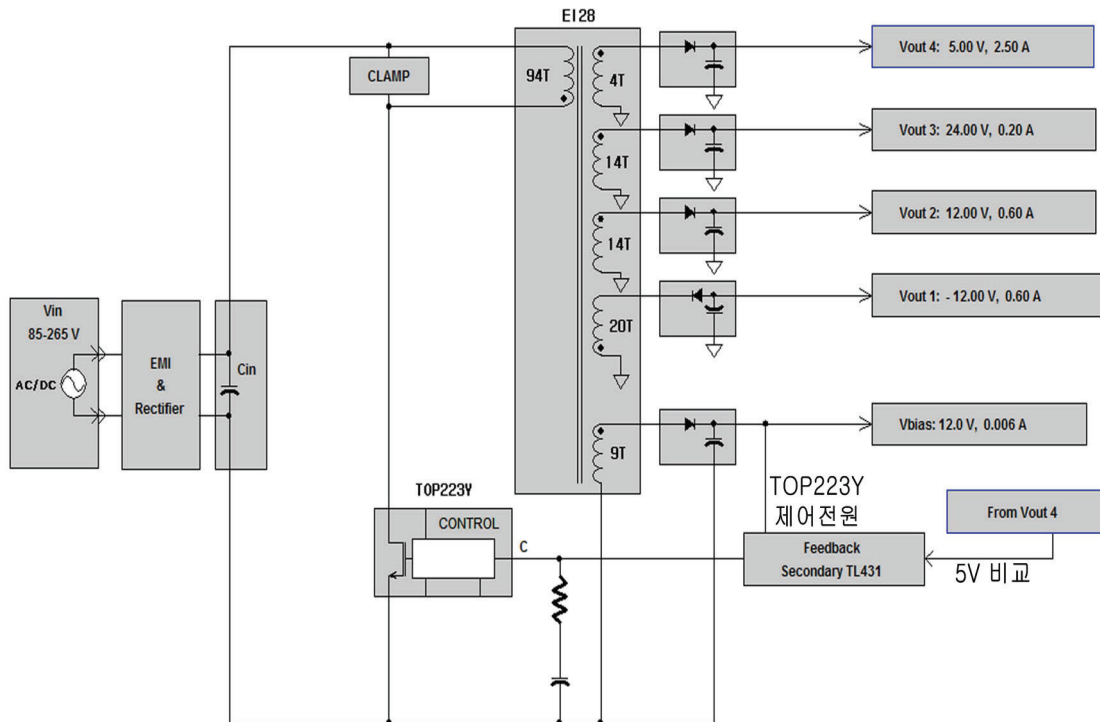 EI28
CLAMP
94T
4T
Vout 4: 5.00 V, 2.50 A
14T
Vout 3: 24.00 V, 0.20 A
14T
Vout 2: 12.00 V, 0.60 A
20T
Vout 1: - 12.00 V, 0.60 A
Vin
85-265 V
AC/DC
EMI
&
Rectifier
Cin
9T
Vbias: 12.0 V, 0.006 A
TOP223Y
CONTROL
C
TOP223Y
제어전원
From Vout 4
Feedback
Secondary TL431
5V 비교